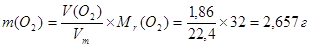 m(O₂) = V(O₂)/Vₘ × Mᵣ(O₂) = 1,86/22,4 × 32 = 2,657 г